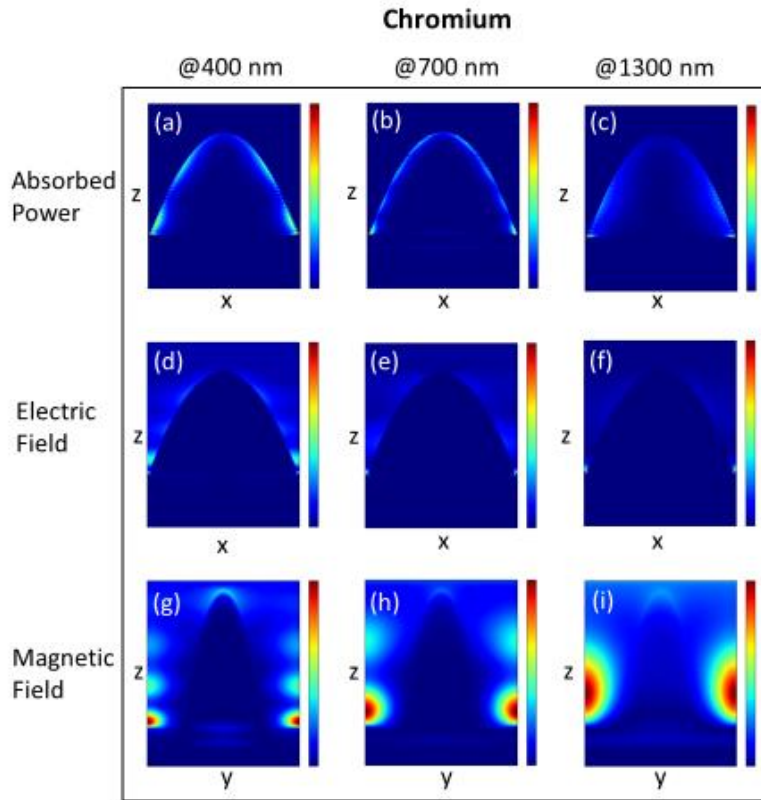 Chromium
@400 nm @700 nm @1300 nm
Absorbed
Power
(a) (b) (c)
z z z
x x x
Electric
Field
(d) (e) (f)
z z z
x x x
Magnetic
Field
(g) (h) (i)
z z z
y y y